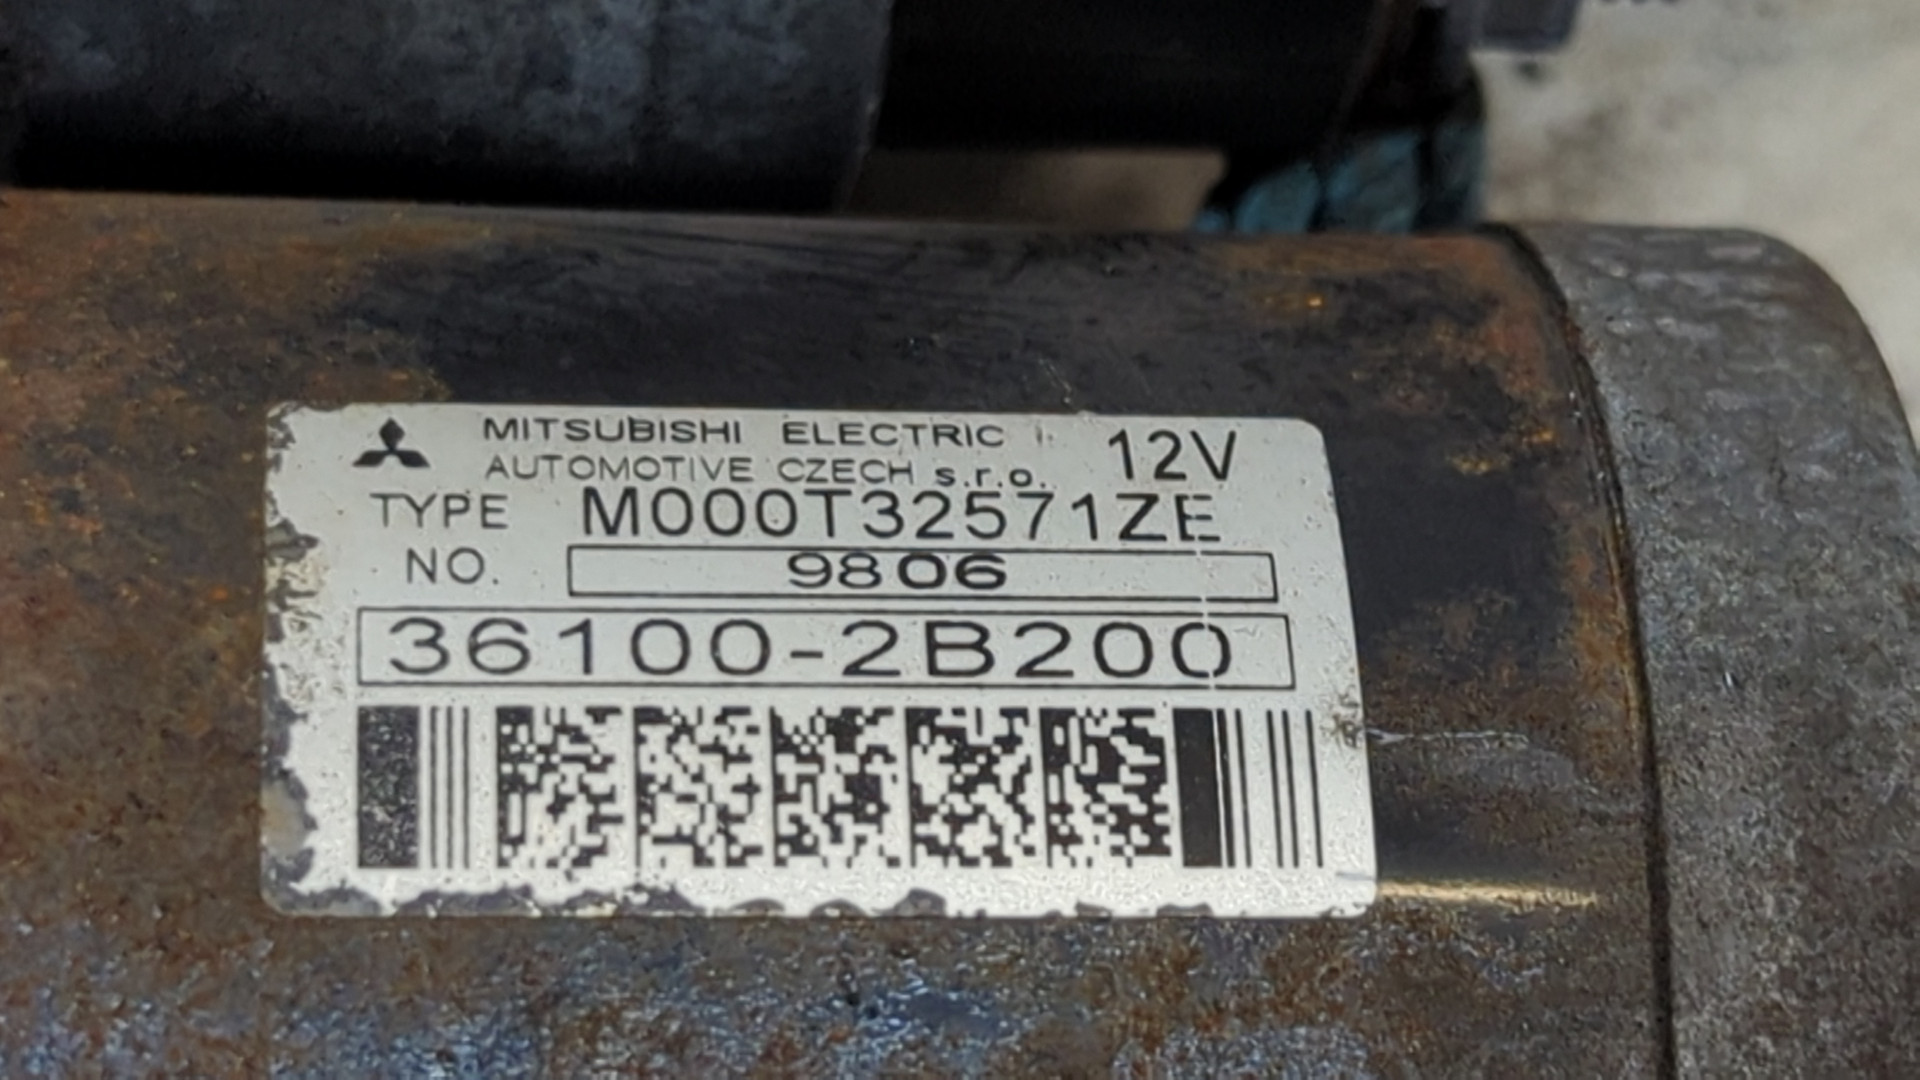 MITSUBISHI ELECTRIC
AUTOMOTIVE CZECH s.r.o. 12V
TYPE M000T32571ZE
NO. 9806
36100-2B200